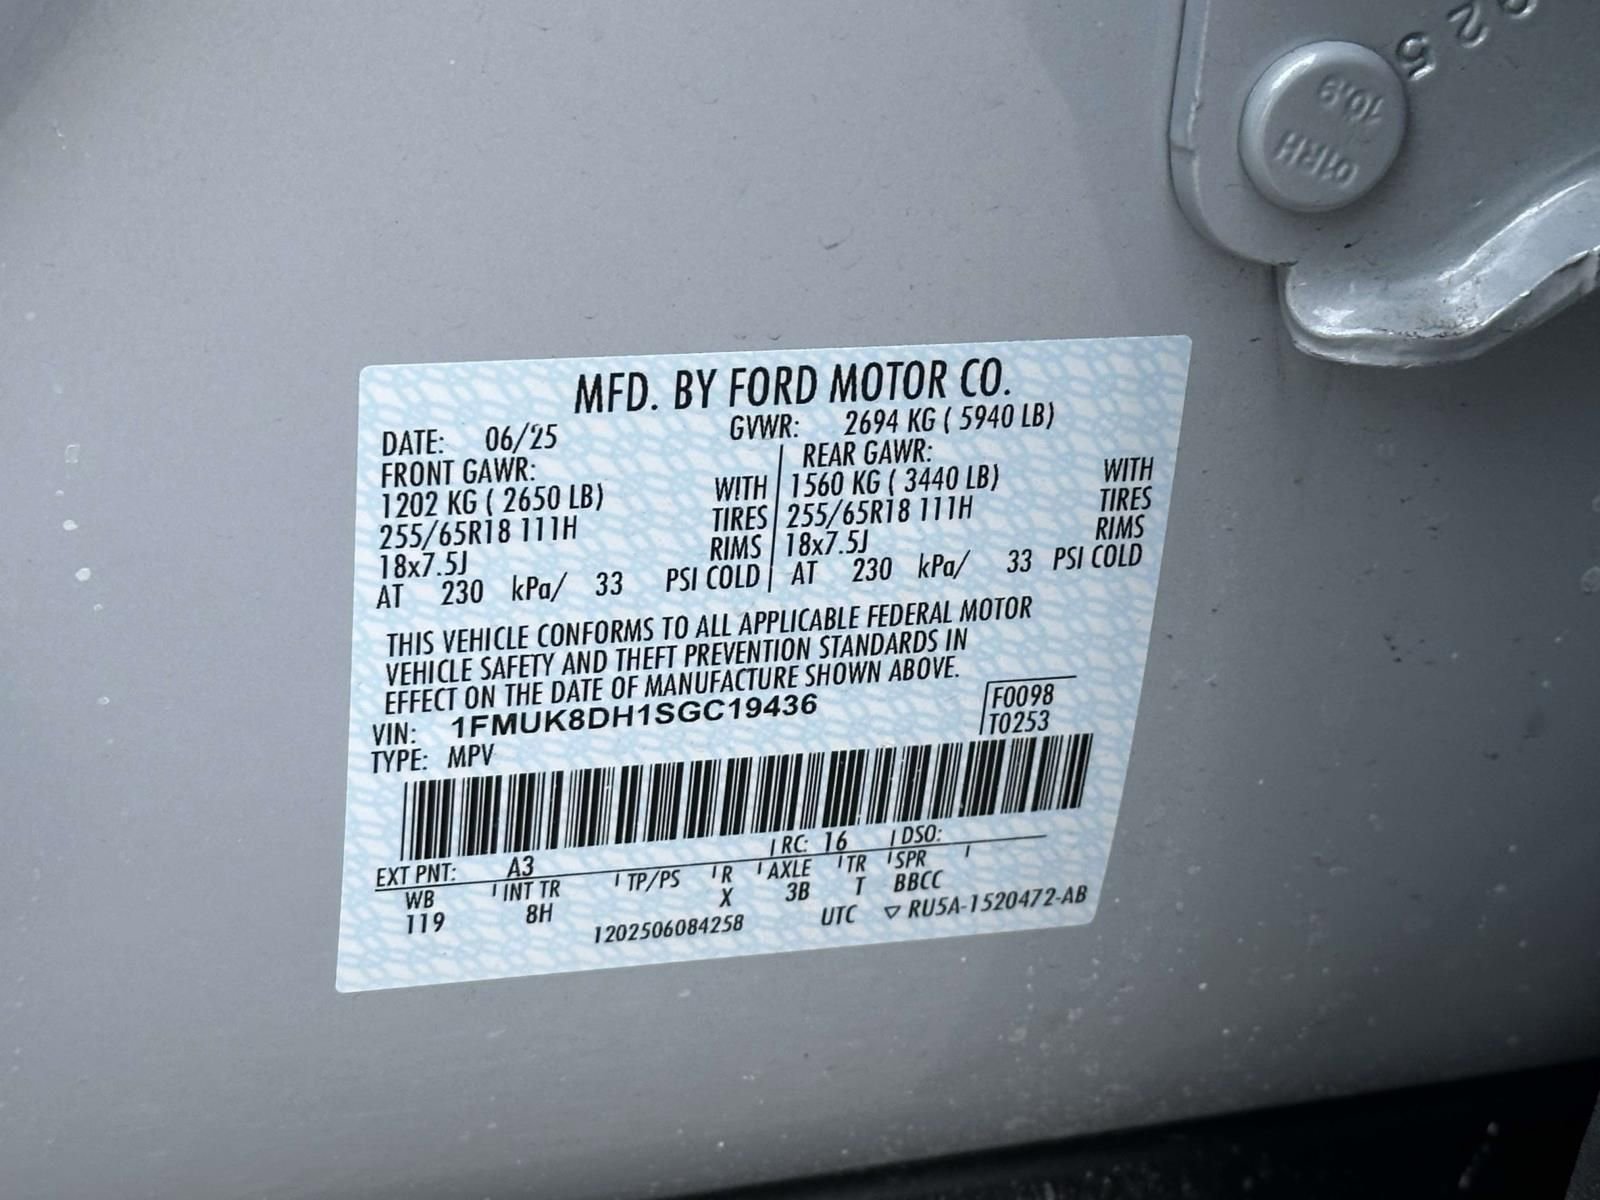 925
10.9
01RH
MFD. BY FORD MOTOR CO.
DATE: 06/25 GVWR: 2694 KG ( 5940 LB)
FRONT GAWR: REAR GAWR:
1202 KG ( 2650 LB) WITH 1560 KG ( 3440 LB) WITH
255/65R18 111H TIRES 255/65R18 111H TIRES
18x7.5J RIMS 18x7.5J RIMS
AT 230 kPa/ 33 PSI COLD AT 230 kPa/ 33 PSI COLD
THIS VEHICLE CONFORMS TO ALL APPLICABLE FEDERAL MOTOR
VEHICLE SAFETY AND THEFT PREVENTION STANDARDS IN
EFFECT ON THE DATE OF MANUFACTURE SHOWN ABOVE.
VIN: 1FMUK8DH1SGC19436 F0098
TYPE: MPV T0253
EXT PNT: A3 RC: 16 DSO:
WB INT TR TP/PS R AXLE TR SPR
119 8H X 3B T BBCC
1202506084258 UTC ▽ RU5A-1520472-AB